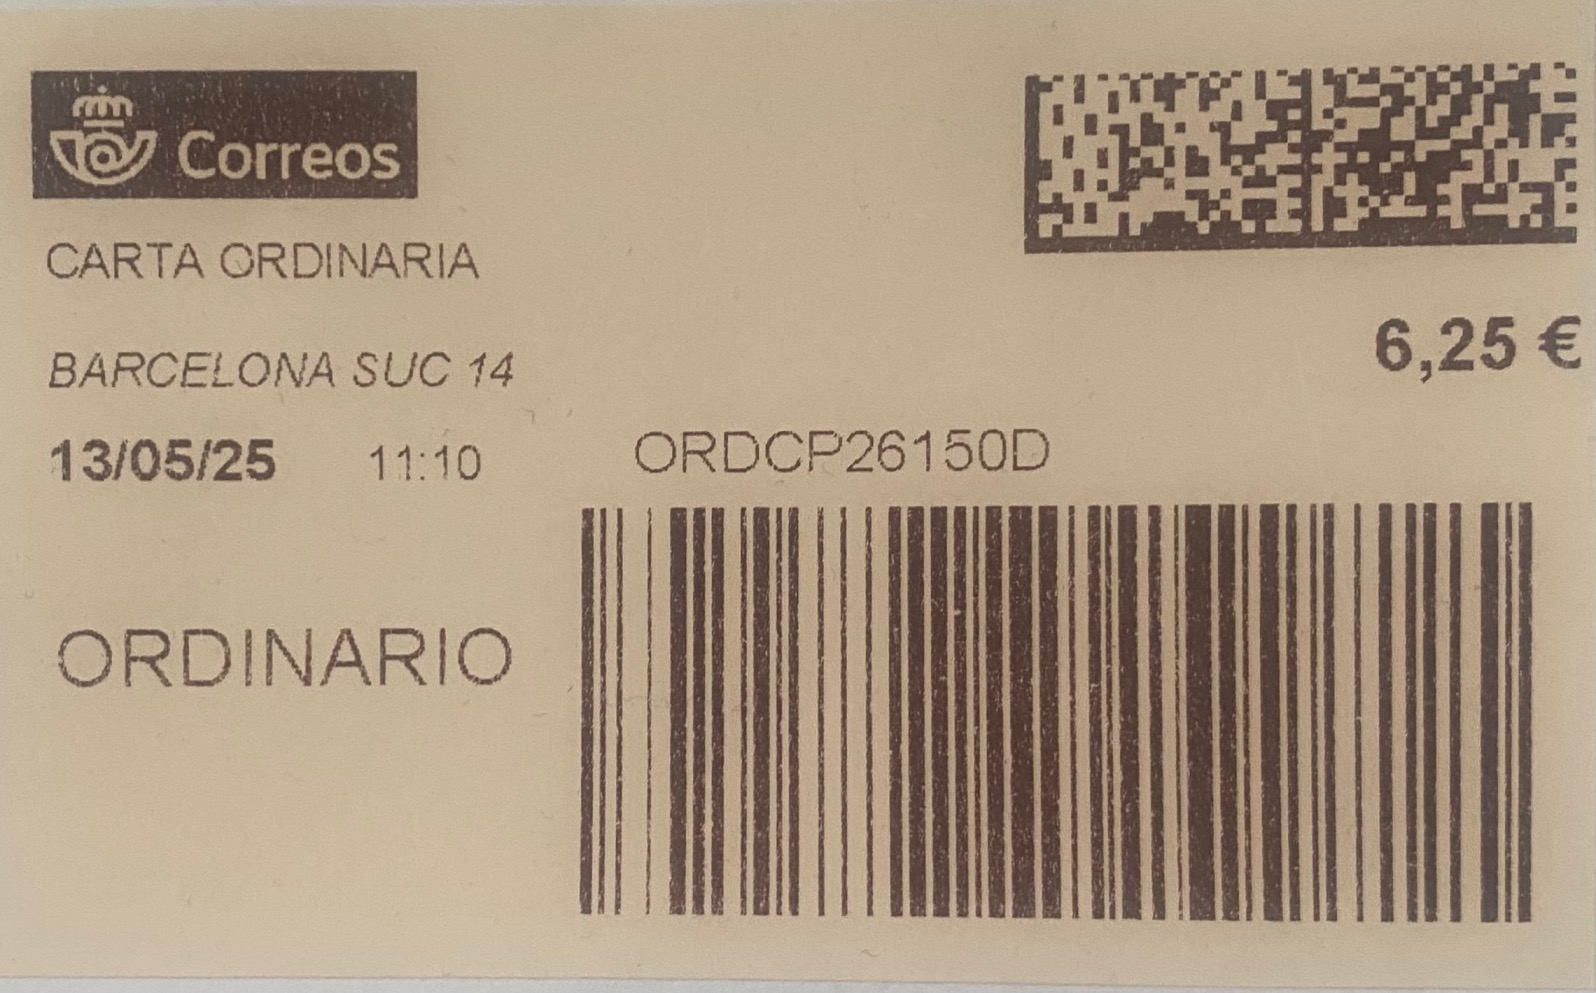 Correos
CARTA ORDINARIA
6,25 €
BARCELONA SUC 14
13/05/25 11:10
ORDCP26150D
ORDINARIO